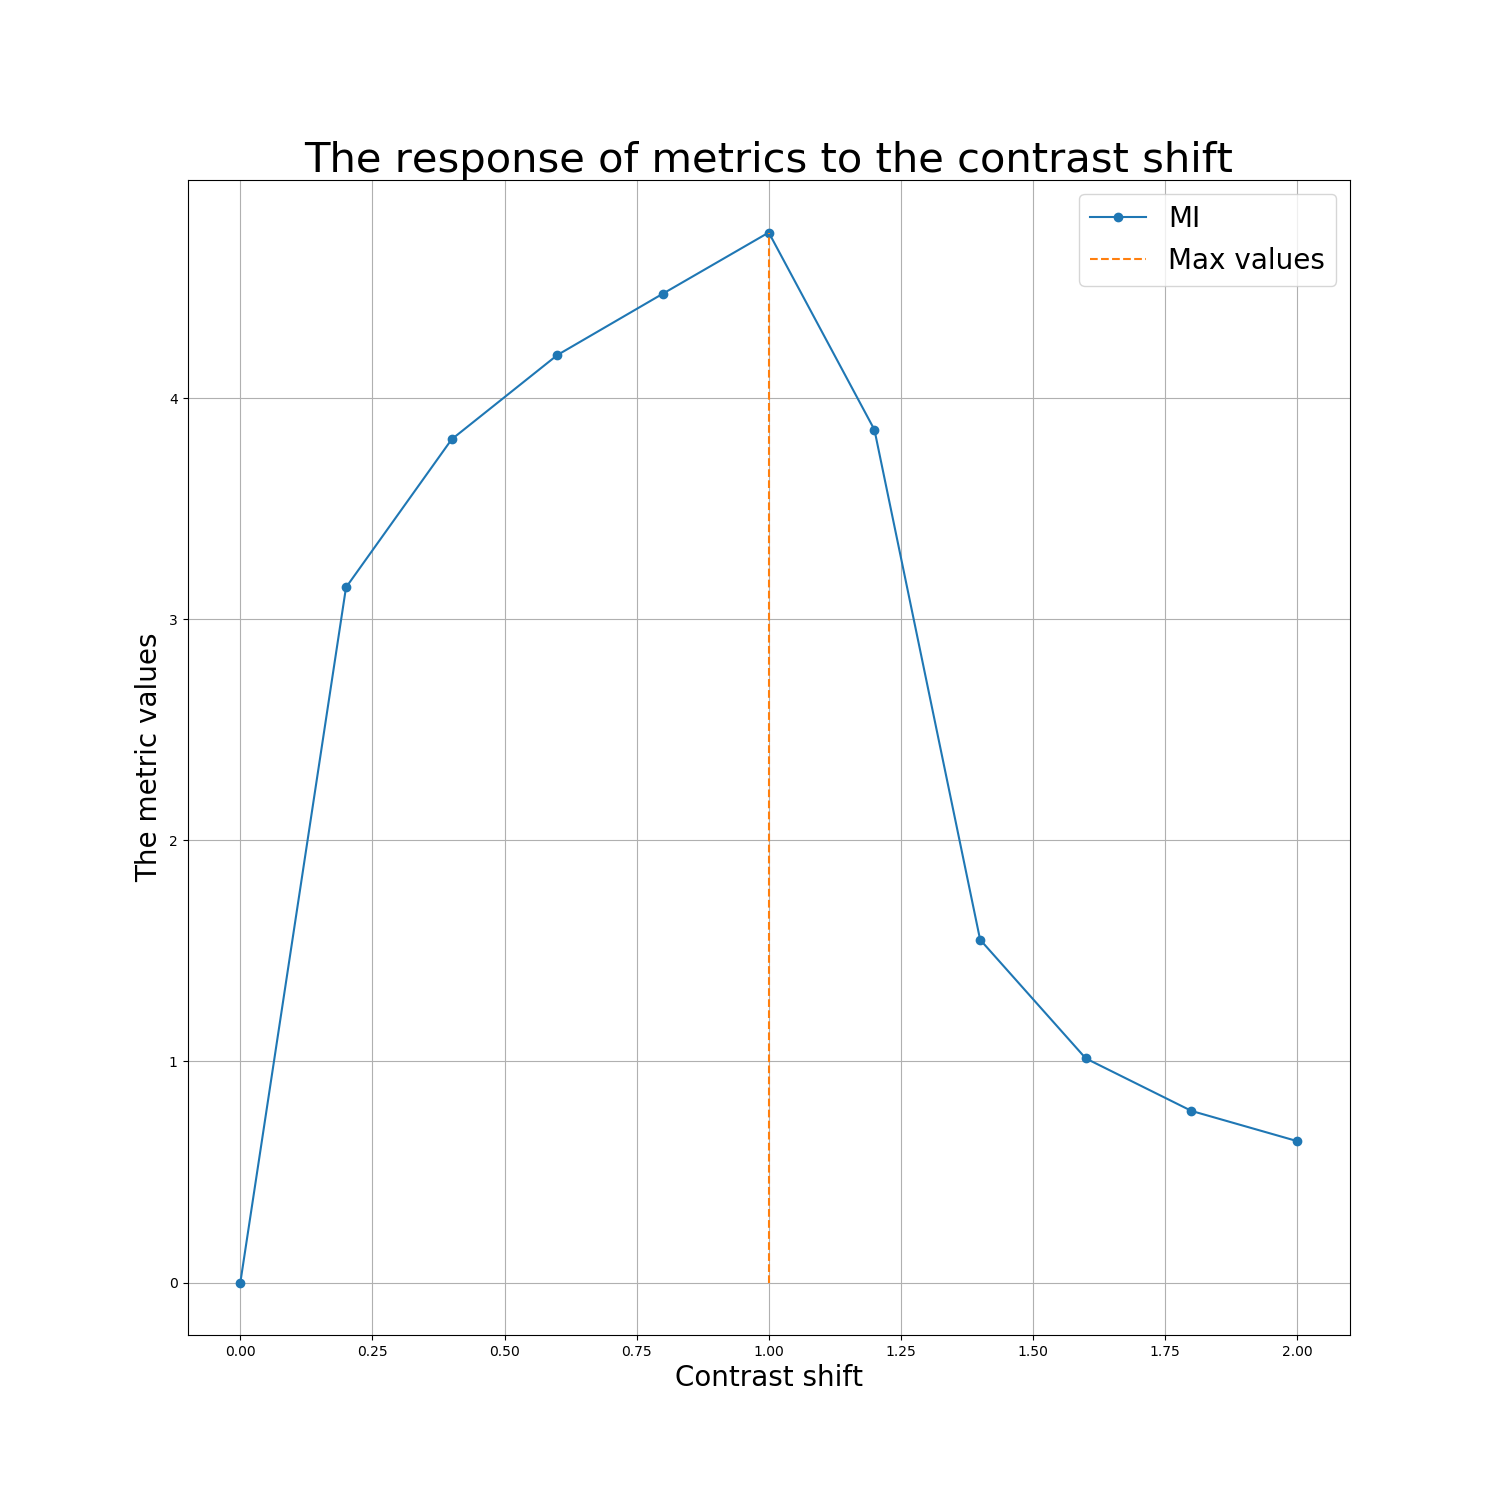 The response of metrics to the contrast shift
MI
Max values
The metric values
4
3
2
1
0
0.00 0.25 0.50 0.75 1.00 1.25 1.50 1.75 2.00
Contrast shift